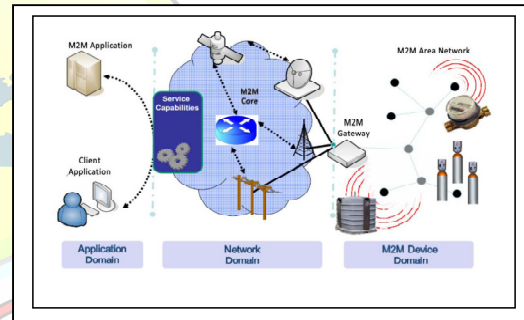 M2M Application
M2M Area Network
Service
Capabilities
M2M
Core
M2M
Gateway
Client
Application
Application
Domain
Network
Domain
M2M Device
Domain